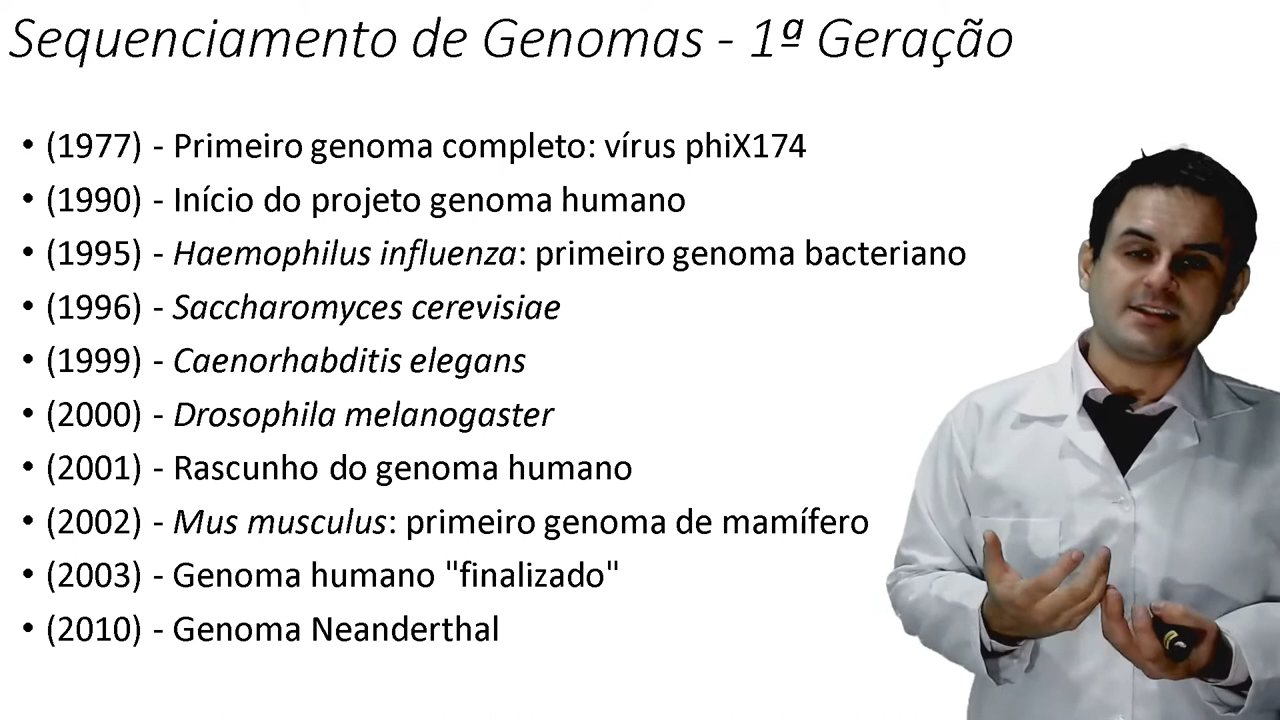 Sequenciamento de Genomas - 1ª Geração
• (1977) - Primeiro genoma completo: vírus phiX174
• (1990) - Início do projeto genoma humano
• (1995) - Haemophilus influenza: primeiro genoma bacteriano
• (1996) - Saccharomyces cerevisiae
• (1999) - Caenorhabditis elegans
• (2000) - Drosophila melanogaster
• (2001) - Rascunho do genoma humano
• (2002) - Mus musculus: primeiro genoma de mamífero
• (2003) - Genoma humano "finalizado"
• (2010) - Genoma Neanderthal